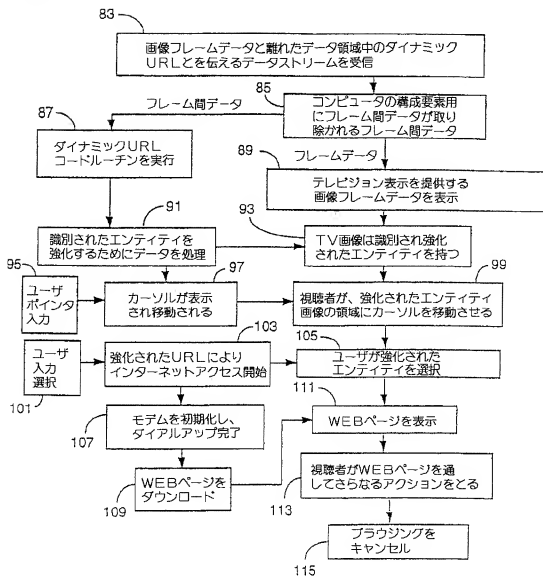 83
画像フレームデータと離れたデータ領域中のダイナミック
URLとを伝えるデータストリームを受信
87
フレーム間データ
85
コンピュータの構成要素用
にフレーム間データが取り
除かれるフレーム間データ
ダイナミックURL
コードルーチンを実行
89
フレームデータ
テレビジョン表示を提供する
画像フレームデータを表示
91
93
識別されたエンティティを
強化するためにデータを処理
TV画像は識別され強化
されたエンティティを持つ
95
97
99
ユーザ
ポインタ
入力
カーソルが表示
され移動される
視聴者が、強化されたエンティティ
画像の領域にカーソルを移動させる
103
105
ユーザ
入力
選択
101
強化されたURLにより
インターネットアクセス開始
ユーザが強化された
エンティティを選択
111
107
モデムを初期化し、
ダイアルアップ完了
WEBページを表示
109
WEBページを
ダウンロード
113
視聴者がWEBページを通
してさらなるアクションをとる
ブラウジングを
キャンセル
115